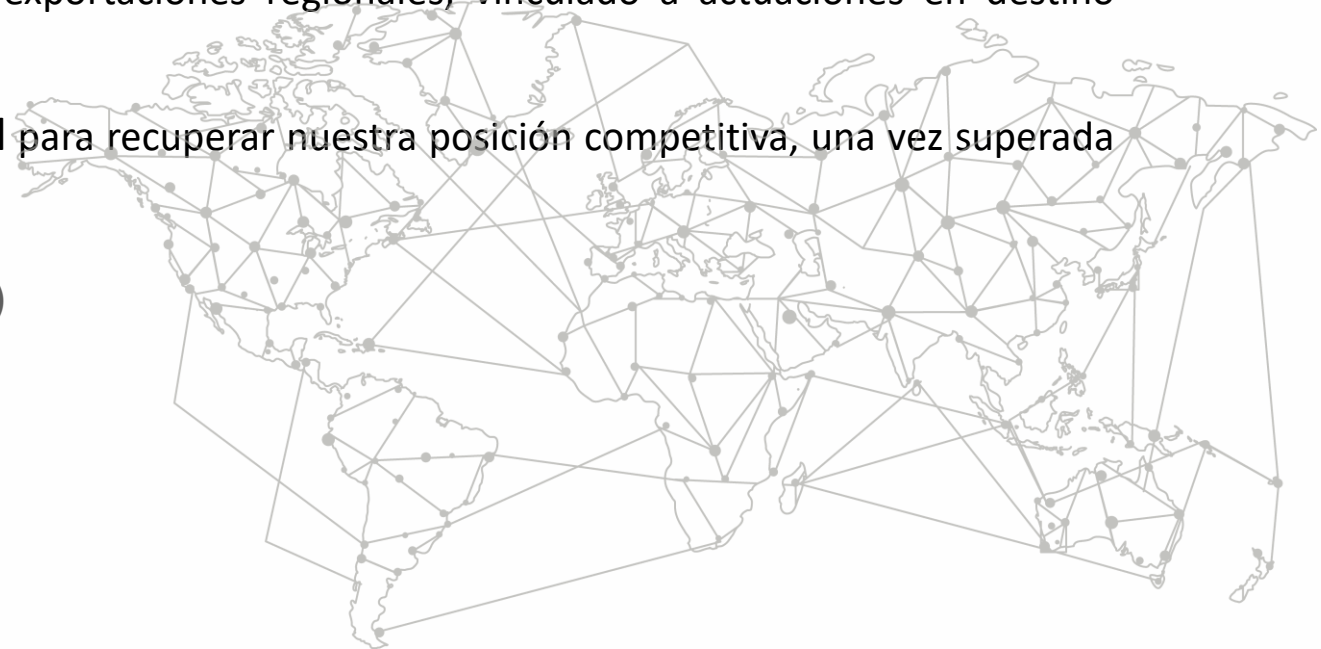 exportaciones regionales, vinculado a actuaciones en destino
para recuperar nuestra posición competitiva, una vez superada
)